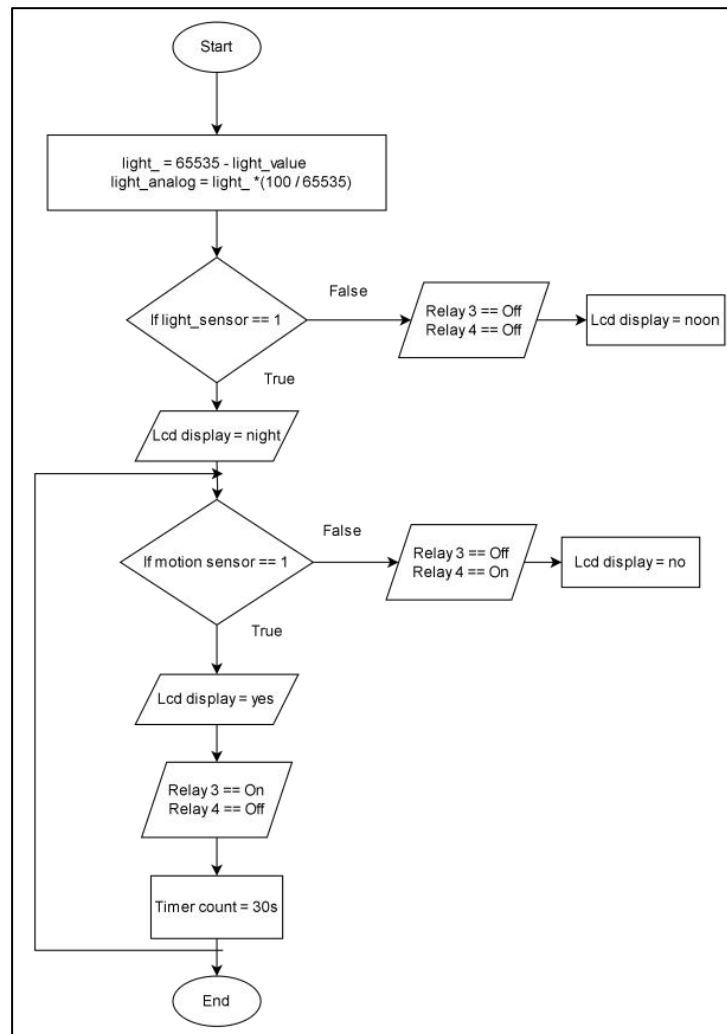 Start
light_ = 65535 - light_value
light_analog = light_ *(100 / 65535)
If light_sensor == 1
False
Relay 3 == Off
Relay 4 == Off
Lcd display = noon
True
Lcd display = night
If motion sensor == 1
False
Relay 3 == Off
Relay 4 == On
Lcd display = no
True
Lcd display = yes
Relay 3 == On
Relay 4 == Off
Timer count = 30s
End